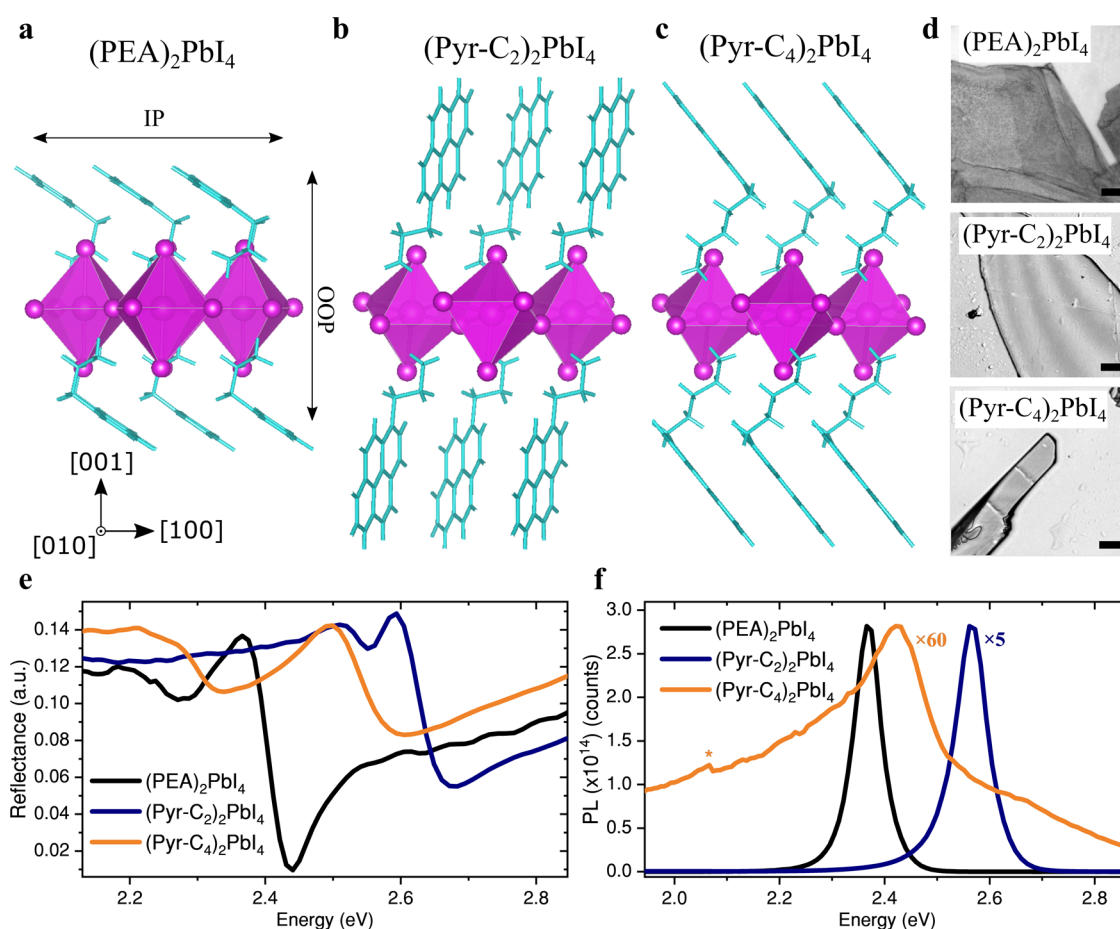 a
(PEA)₂PbI₄
IP
OOP
[001]
[010]
[100]
b
(Pyr-C₂)₂PbI₄
c
(Pyr-C₄)₂PbI₄
d
(PEA)₂PbI₄
(Pyr-C₂)₂PbI₄
(Pyr-C₄)₂PbI₄
e
Reflectance (a.u.)
0.14
0.12
0.10
0.08
0.06
0.04
0.02
(PEA)₂PbI₄
(Pyr-C₂)₂PbI₄
(Pyr-C₄)₂PbI₄
2.2 2.4 2.6 2.8
Energy (eV)
f
PL (x10¹⁴) (counts)
3.0
2.5
2.0
1.5
1.0
0.5
0.0
(PEA)₂PbI₄
(Pyr-C₂)₂PbI₄
(Pyr-C₄)₂PbI₄
×60
×5
*
2.0 2.2 2.4 2.6 2.8
Energy (eV)